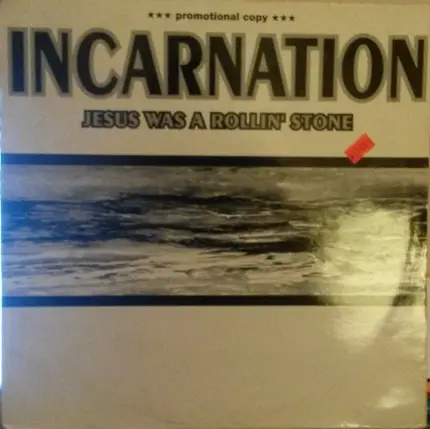 ★★★ promotional copy ★★★
INCARNATION
JESUS WAS A ROLLIN' STONE